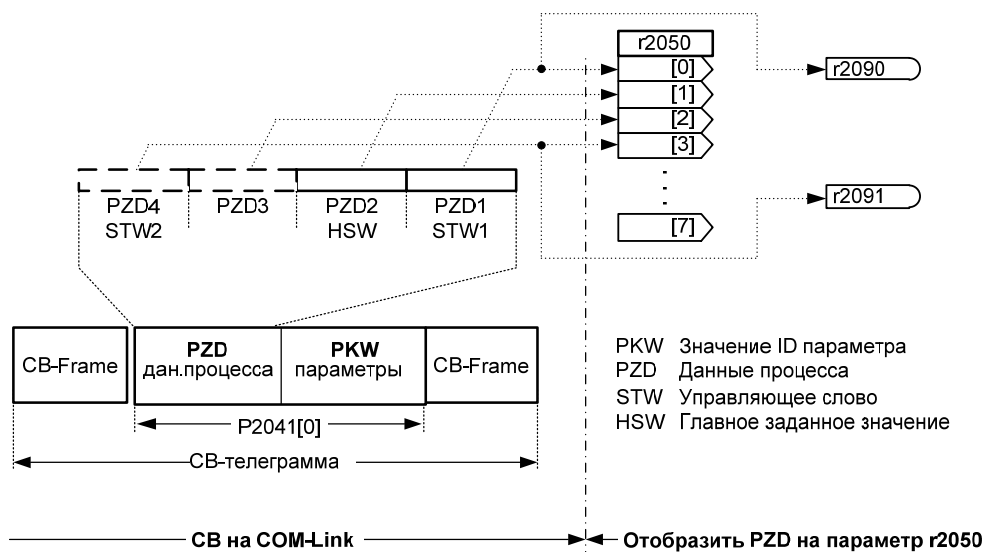 r2050
[0]
r2090
[1]
[2]
[3]
PZD4 PZD3 PZD2 PZD1
STW2 HSW STW1
r2091
[7]
CB-Frame
PZD
дан.процесса
PKW
параметры
CB-Frame
P2041[0]
CB-телеграмма
PKW Значение ID параметра
PZD Данные процесса
STW Управляющее слово
HSW Главное заданное значение
CB на COM-Link
Отобразить PZD на параметр r2050